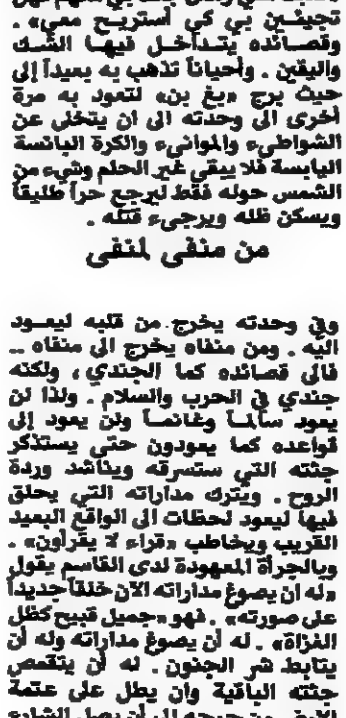 تجيفين بي كي أستريح معي» .
وقصائده يتداخل فيها الشك
واليقين . وأحياناً تذهب به بعيداً إلى
حيث برج «بغ بن» لتعود به مرة
أخرى الى وحدته الى ان يتخلى عن
الشواطىء والموانىء والكرة اليائسة
اليابسة فلا يبقى غير الحلم وشيء من
الشمس حوله فقط ليرجع حراً طليقاً
ويسكن ظله ويرجىء قتله .
من منفى لمنفى
وفي وحدته يخرج من قلبه ليعود
اليه . ومن منفاه يخرج الى منفاه ..
فالى قصائده كما الجندي ، ولكنه
جندي في الحرب والسلام . ولذا لن
يعود سالماً وغانماً ولن يعود إلى
قواعده كما يعودون حتى يستذكر
جثته التي ستسرقه ويناشد وردة
الروح . ويترك مداراته التي يحلق
فيها ليعود لحظات الى الواقع البعيد
القريب ويخاطب «قراء لا يقرأون» .
وبالجرأة المعهودة لدى القاسم يقول
«له ان يصوغ مداراته الآن خلقاً جديداً
على صورته» . فهو «جميل قبيح كظل
الغزاة» . له أن يصوغ مداراته وله أن
يتابط شر الجنون . له أن يتقمص
جثته الباقية وان يطل على عتمة